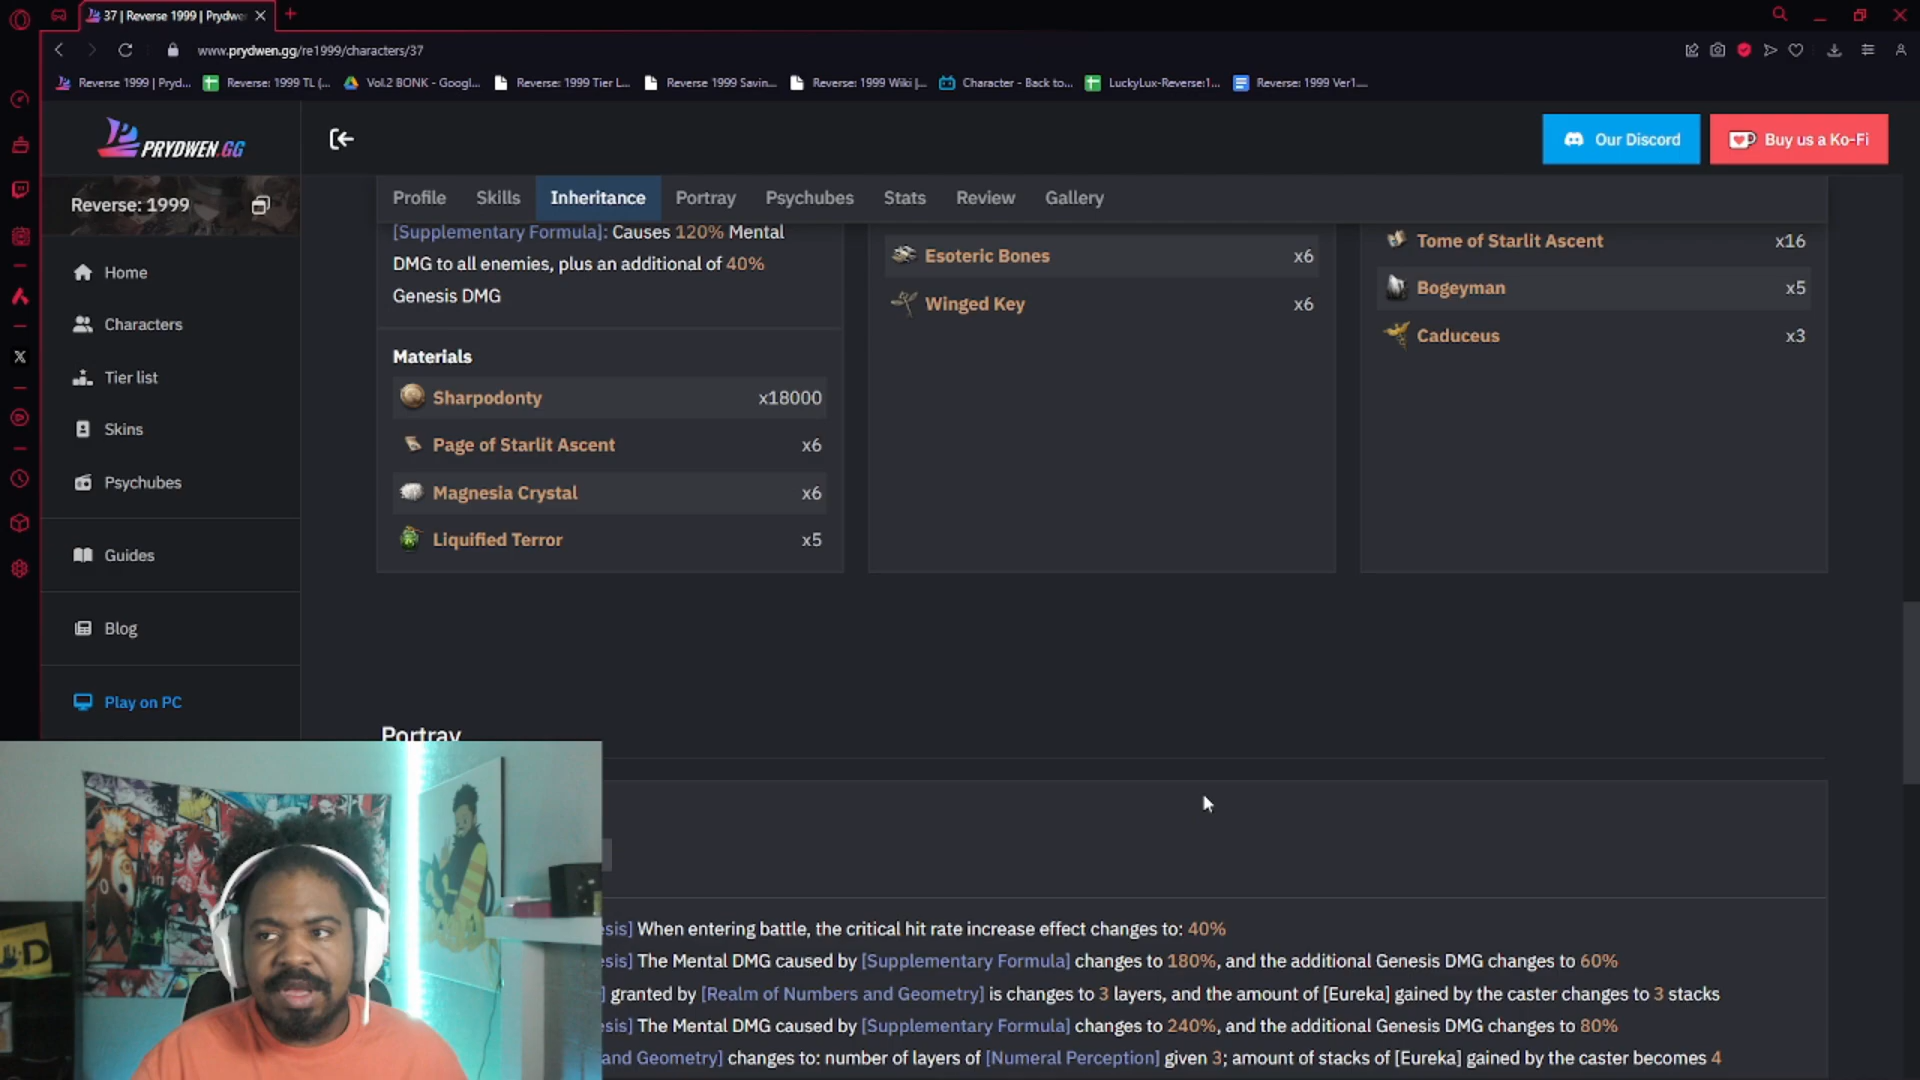 37 | Reverse 1999 | Prydwe
www.prydwen.gg/re1999/characters/37
Reverse 1999 | Pryd...
Reverse: 1999 TL (...
Vol.2 BONK - Googl...
Reverse: 1999 Tier L...
Reverse 1999 Savin...
Reverse: 1999 Wiki |...
Character - Back to...
LuckyLux-Reverse:1...
Reverse: 1999 Ver1....
PRYDWEN.GG
Our Discord
Buy us a Ko-Fi
Reverse: 1999
Home
Characters
Tier list
Skins
Psychubes
Guides
Blog
Play on PC
Profile
Skills
Inheritance
Portray
Psychubes
Stats
Review
Gallery
[Supplementary Formula]: Causes 120% Mental
DMG to all enemies, plus an additional of 40%
Genesis DMG
Materials
Sharpodonty x18000
Page of Starlit Ascent x6
Magnesia Crystal x6
Liquified Terror x5
Esoteric Bones x6
Winged Key x6
Tome of Starlit Ascent x16
Bogeyman x5
Caduceus x3
Portray
sis] When entering battle, the critical hit rate increase effect changes to: 40%
sis] The Mental DMG caused by [Supplementary Formula] changes to 180%, and the additional Genesis DMG changes to 60%
] granted by [Realm of Numbers and Geometry] is changes to 3 layers, and the amount of [Eureka] gained by the caster changes to 3 stacks
sis] The Mental DMG caused by [Supplementary Formula] changes to 240%, and the additional Genesis DMG changes to 80%
and Geometry] changes to: number of layers of [Numeral Perception] given 3; amount of stacks of [Eureka] gained by the caster becomes 4